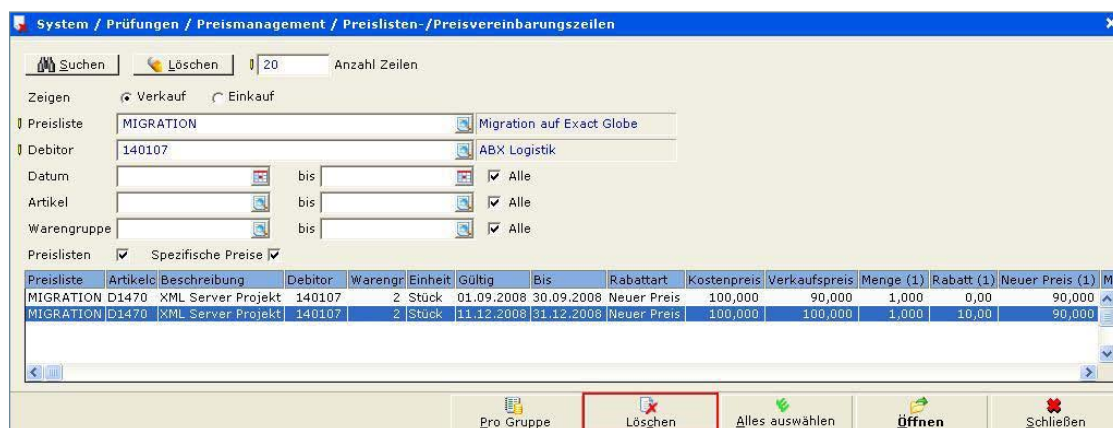 System / Prüfungen / Preismanagement / Preislisten-/Preisvereinbarungszeilen
Suchen Löschen 20 Anzahl Zeilen
Zeigen Verkauf Einkauf
Preisliste MIGRATION Migration auf Exact Globe
Debitor 140107 ABX Logistik
Datum bis Alle
Artikel bis Alle
Warengruppe bis Alle
Preislisten Spezifische Preise
Preisliste Artikelc Beschreibung Debitor Warengr Einheit Gültig Bis Rabattart Kostenpreis Verkaufspreis Menge (1) Rabatt (1) Neuer Preis (1) M
MIGRATION D1470 XML Server Projekt 140107 2 Stück 01.09.2008 30.09.2008 Neuer Preis 100,000 90,000 1,000 0,00 90,000
MIGRATION D1470 XML Server Projekt 140107 2 Stück 11.12.2008 31.12.2008 Neuer Preis 100,000 100,000 1,000 10,00 90,000
Pro Gruppe Löschen Alles auswählen Öffnen Schließen